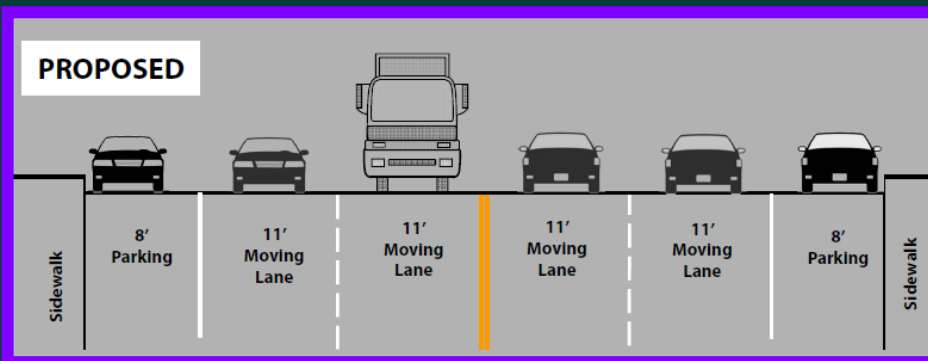 PROPOSED
Sidewalk
8’
Parking
11’
Moving
Lane
11’
Moving
Lane
11’
Moving
Lane
11’
Moving
Lane
8’
Parking
Sidewalk